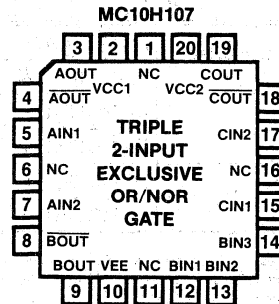 MC10H107
3 2 1 20 19
AOUT NC COUT
4 AOUT VCC1 VCC2 COUT 18
5 AIN1 TRIPLE CIN2 17
2-INPUT
6 NC EXCLUSIVE NC 16
OR/NOR
7 AIN2 GATE CIN1 15
8 BOUT BIN3 14
BOUT VEE NC BIN1 BIN2
9 10 11 12 13